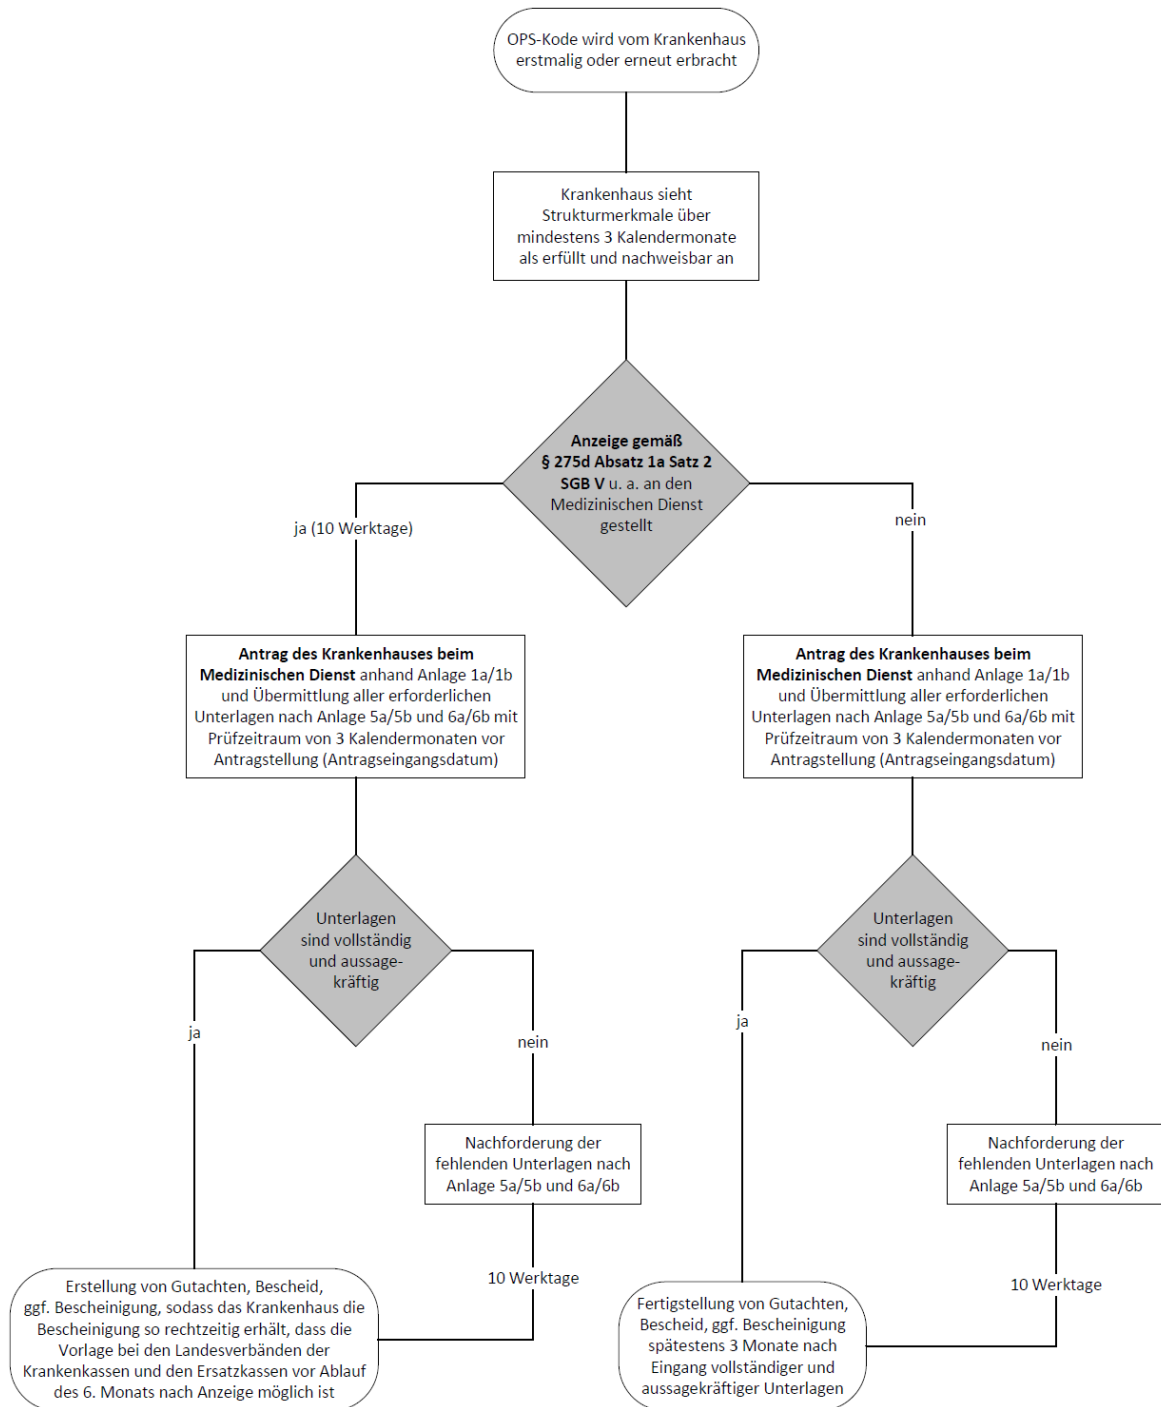 OPS-Kode wird vom Krankenhaus
erstmalig oder erneut erbracht
Krankenhaus sieht
Strukturmerkmale über
mindestens 3 Kalendermonate
als erfüllt und nachweisbar an
Anzeige gemäß
§ 275d Absatz 1a Satz 2
SGB V u. a. an den
Medizinischen Dienst
gestellt
ja (10 Werktage)
nein
Antrag des Krankenhauses beim
Medizinischen Dienst anhand Anlage 1a/1b
und Übermittlung aller erforderlichen
Unterlagen nach Anlage 5a/5b und 6a/6b mit
Prüfzeitraum von 3 Kalendermonaten vor
Antragstellung (Antragseingangsdatum)
Antrag des Krankenhauses beim
Medizinischen Dienst anhand Anlage 1a/1b
und Übermittlung aller erforderlichen
Unterlagen nach Anlage 5a/5b und 6a/6b mit
Prüfzeitraum von 3 Kalendermonaten vor
Antragstellung (Antragseingangsdatum)
Unterlagen
sind vollständig
und aussage-
kräftig
Unterlagen
sind vollständig
und aussage-
kräftig
ja
nein
ja
nein
Nachforderung der
fehlenden Unterlagen nach
Anlage 5a/5b und 6a/6b
Nachforderung der
fehlenden Unterlagen nach
Anlage 5a/5b und 6a/6b
10 Werktage
10 Werktage
Erstellung von Gutachten, Bescheid,
ggf. Bescheinigung, sodass das Krankenhaus die
Bescheinigung so rechtzeitig erhält, dass die
Vorlage bei den Landesverbänden der
Krankenkassen und den Ersatzkassen vor Ablauf
des 6. Monats nach Anzeige möglich ist
Fertigstellung von Gutachten,
Bescheid, ggf. Bescheinigung
spätestens 3 Monate nach
Eingang vollständiger und
aussagekräftiger Unterlagen